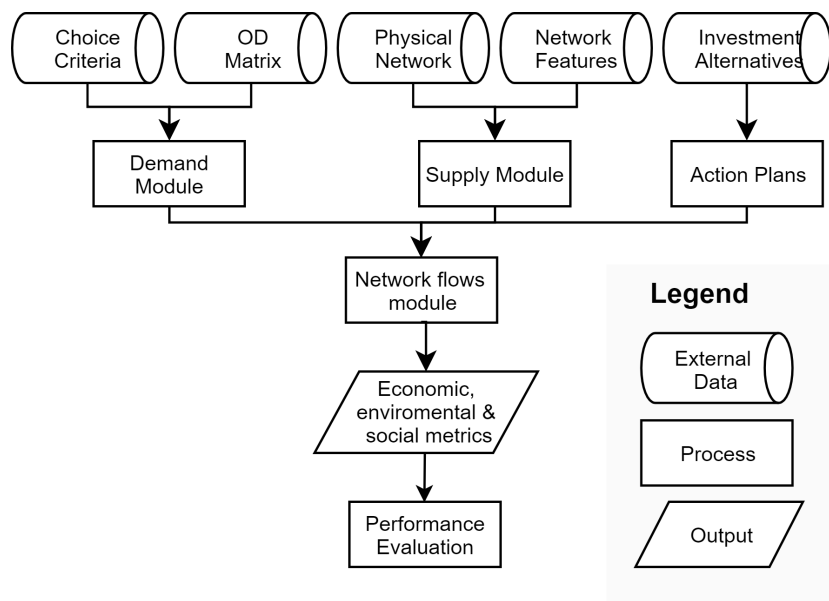 Choice
Criteria
OD
Matrix
Physical
Network
Network
Features
Investment
Alternatives
Demand
Module
Supply Module
Action Plans
Network flows
module
Economic,
enviromental &
social metrics
Performance
Evaluation
Legend
External
Data
Process
Output